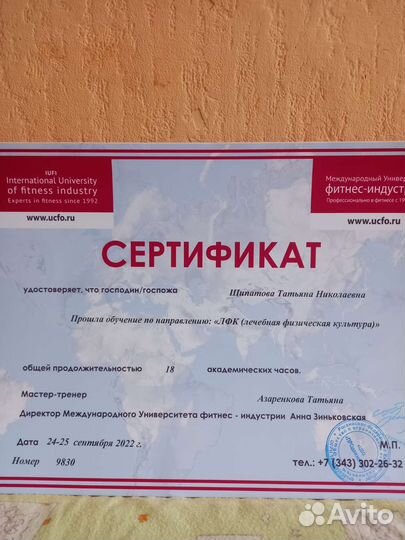 IUFI
International University
of fitness industry
Experts in fitness since 1992
www.ucfo.ru
Международный Универ
фитнес-индуст
Профессионально в фитнесе с 19
www.ucfo.ru
СЕРТИФИКАТ
удостоверяет, что господин/госпожа Щипатова Татьяна Николаевна
Прошла обучение по направлению: «ЛФК (лечебная физическая культура)»
общей продолжительностью 18 академических часов.
Мастер-тренер Азаренкова Татьяна
Директор Международного Университета фитнес - индустрии Анна Зиньковская
М.П.
Дата 24-25 сентября 2022 г.
Номер 9830
тел.: +7 (343) 302-26-32
Avito